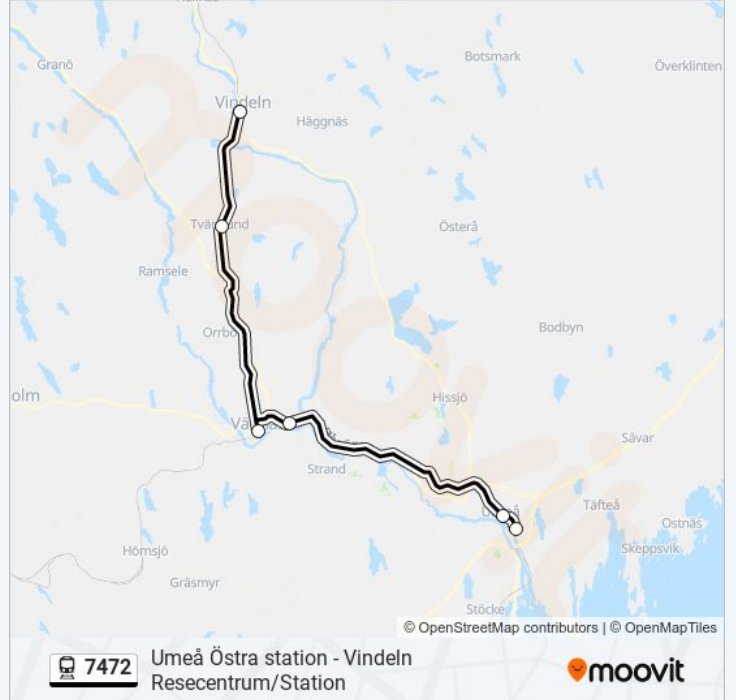 Granö
Botsmark
Överklinten
Vindeln
Häggnäs
Österå
Ramsele
Bodbyn
Orrbö
olm
Hissjö
Sävar
Strand
Täfteå
Ostnäs
Skeppsvik
Hömsjö
Gräsmyr
Stöcke
© OpenStreetMap contributors | © OpenMapTiles
7472
Umeå Östra station - Vindeln
Resecentrum/Station
moovit